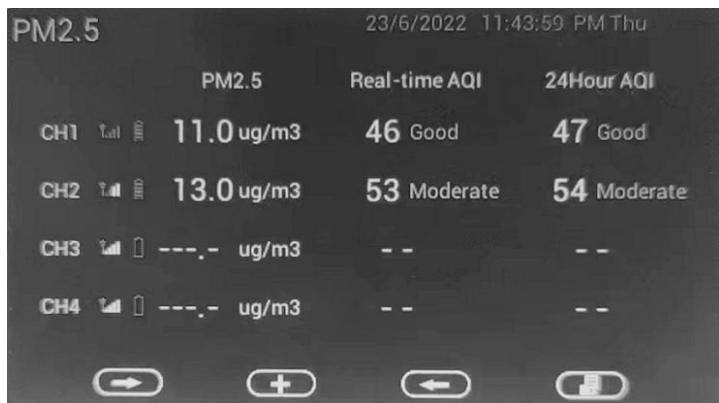 PM2.5 23/6/2022 11:43:59 PM Thu
PM2.5 Real-time AQI 24Hour AQI
CH1 11.0 ug/m3 46 Good 47 Good
CH2 13.0 ug/m3 53 Moderate 54 Moderate
CH3 ---.- ug/m3 -- --
CH4 ---.- ug/m3 -- --